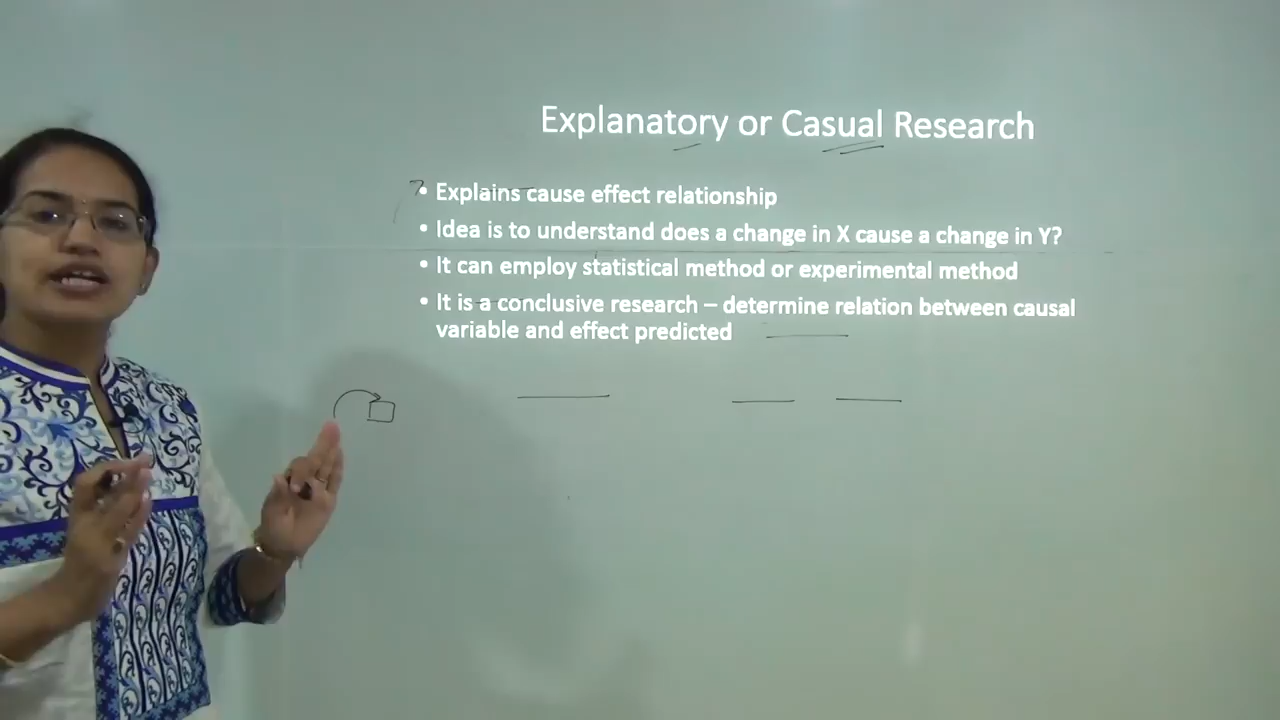 Explanatory or Casual Research
• Explains cause effect relationship
• Idea is to understand does a change in X cause a change in Y?
• It can employ statistical method or experimental method
• It is a conclusive research – determine relation between causal
variable and effect predicted